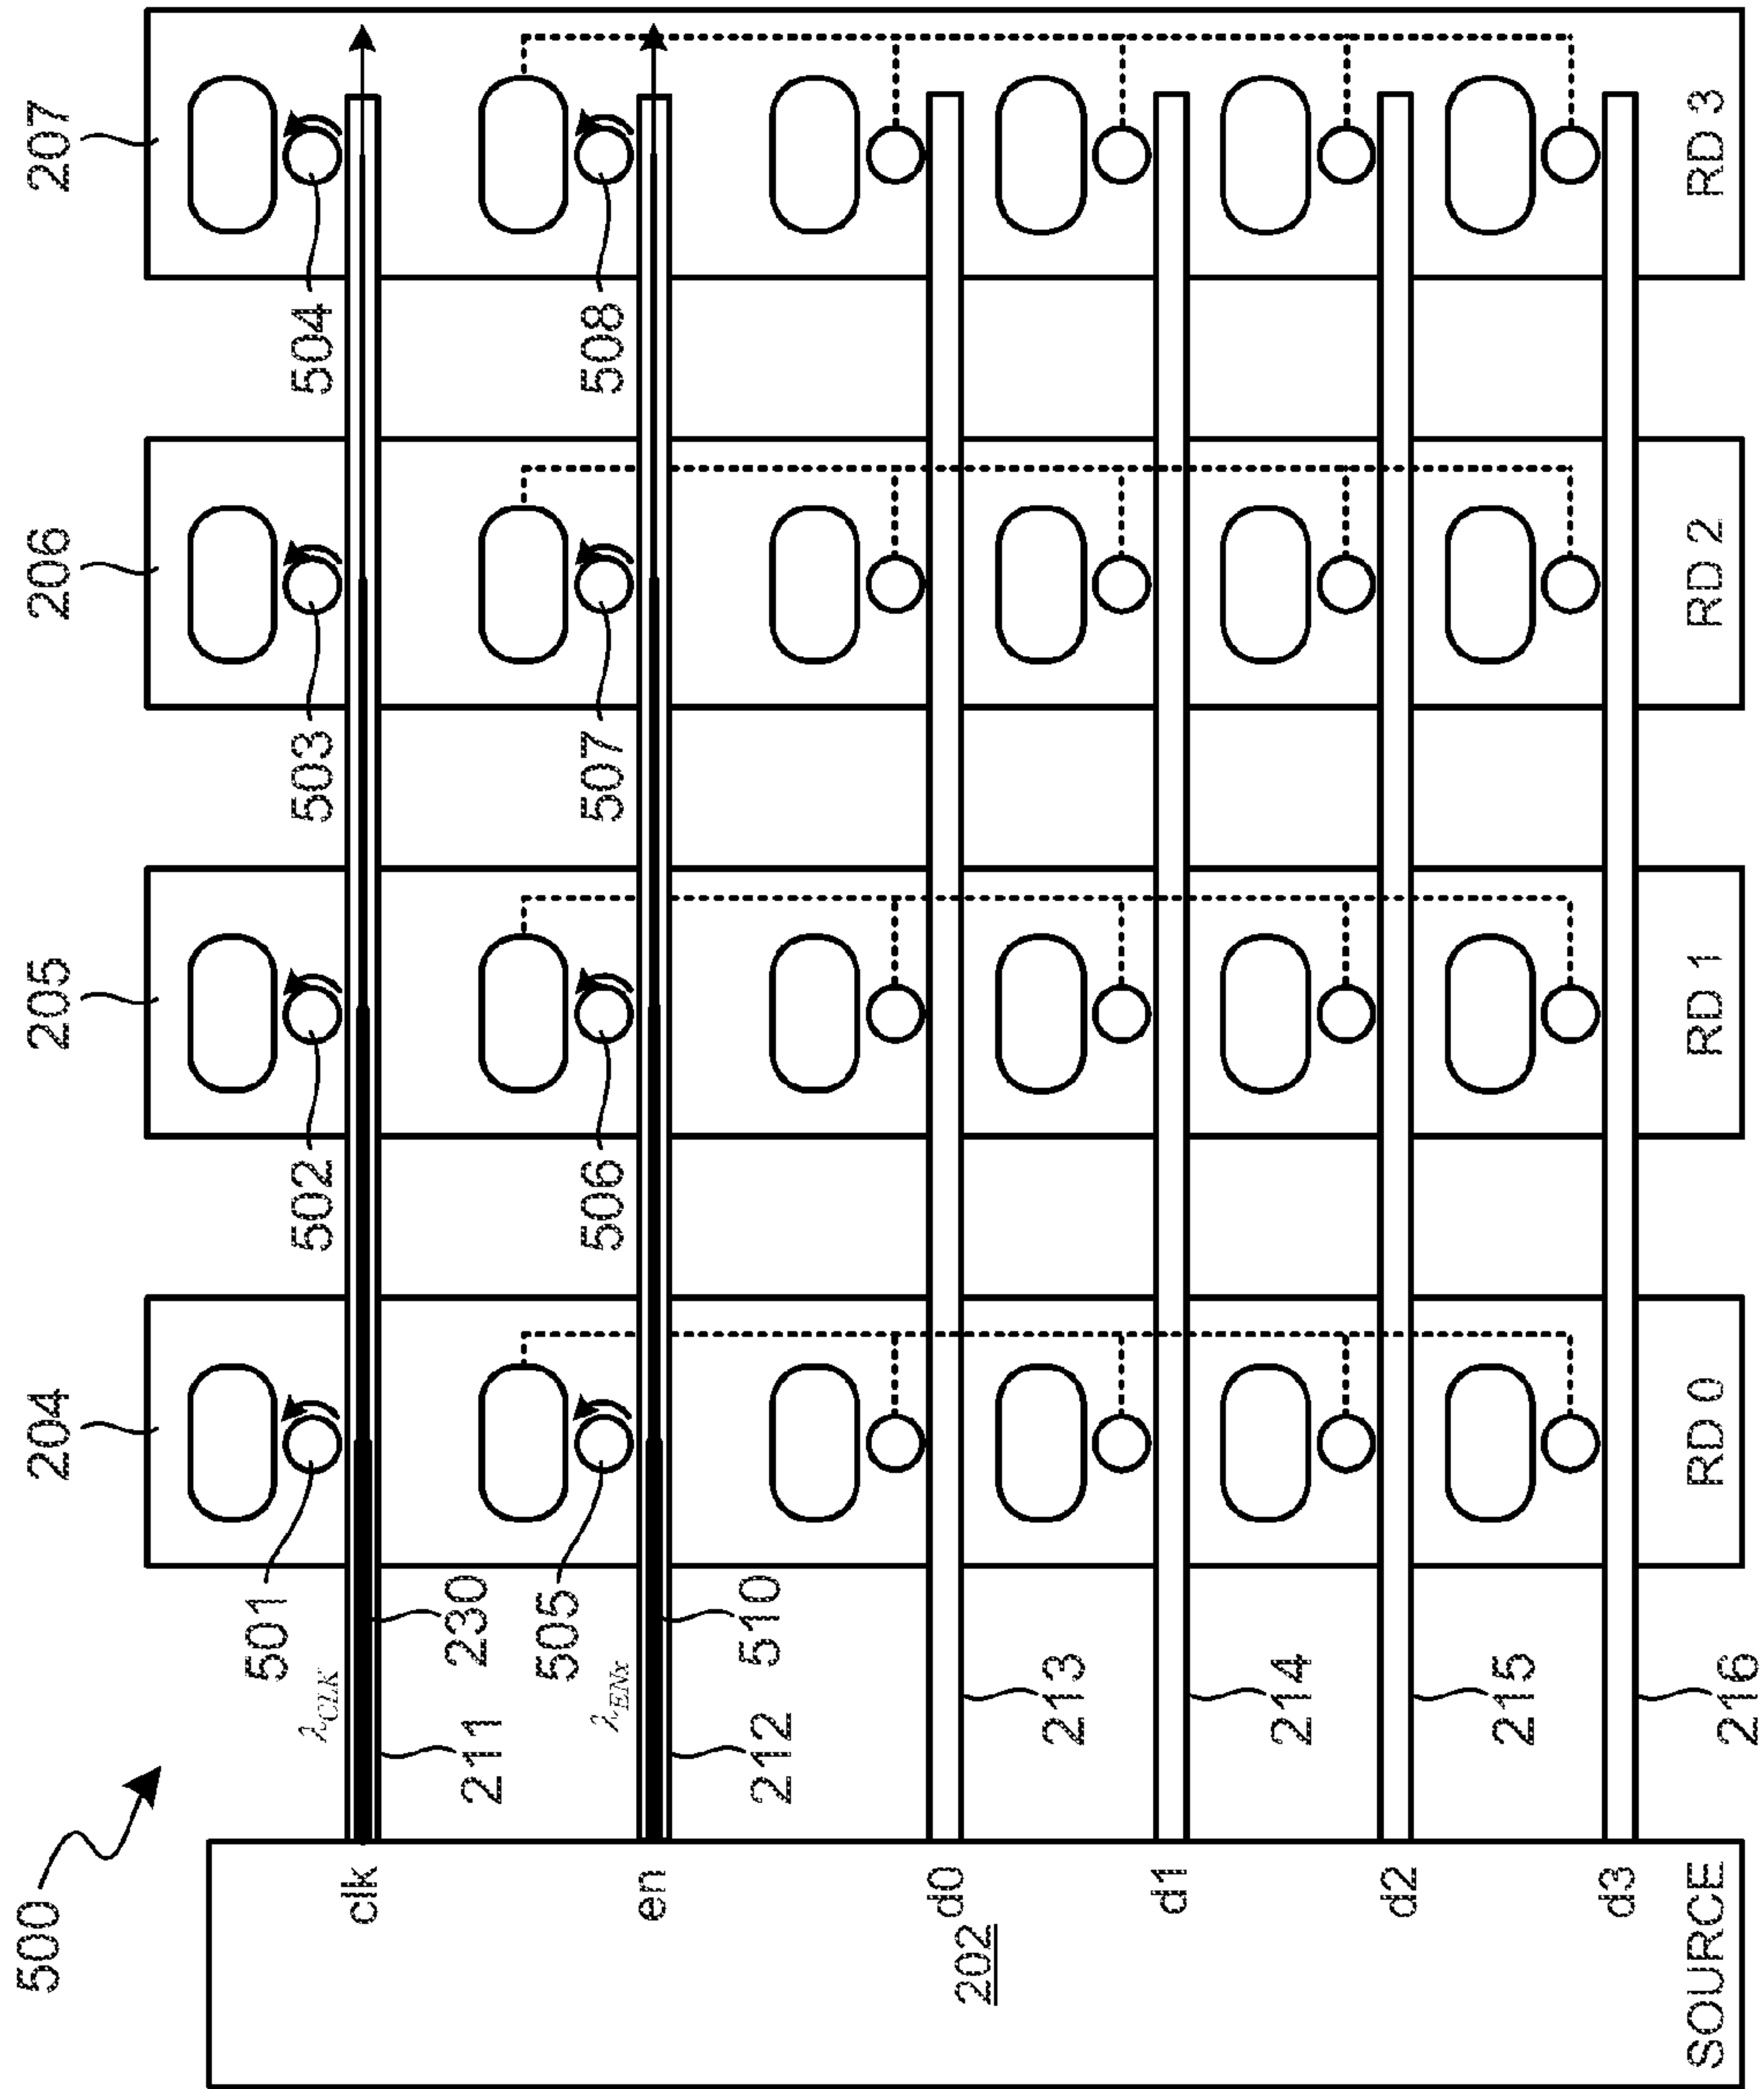 500
204
205
206
207
501
502
503
504
λCLK
230
211
clk
505
506
507
508
λENx
510
212
en
d0
202
213
d1
214
d2
215
d3
216
SOURCE
RD 0
RD 1
RD 2
RD 3